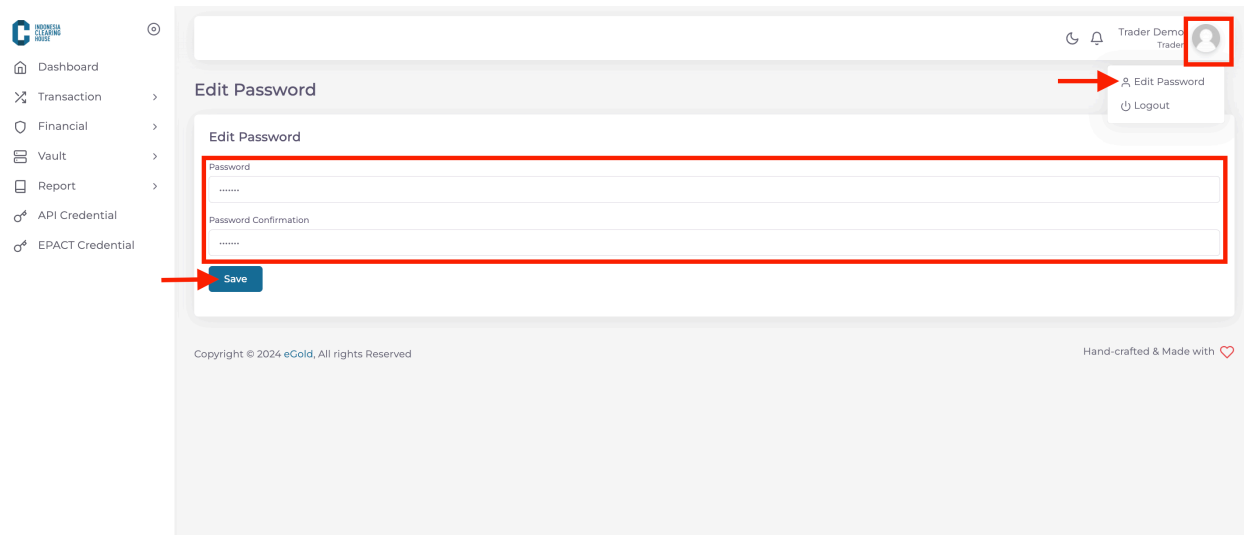 INDONESIA
CLEARING
HOUSE
Dashboard
Transaction
Financial
Vault
Report
API Credential
EPACT Credential
Trader Demo
Trader
Edit Password
Logout
Edit Password
Edit Password
Password
.......
Password Confirmation
.......
Save
Copyright © 2024 eGold, All rights Reserved
Hand-crafted & Made with